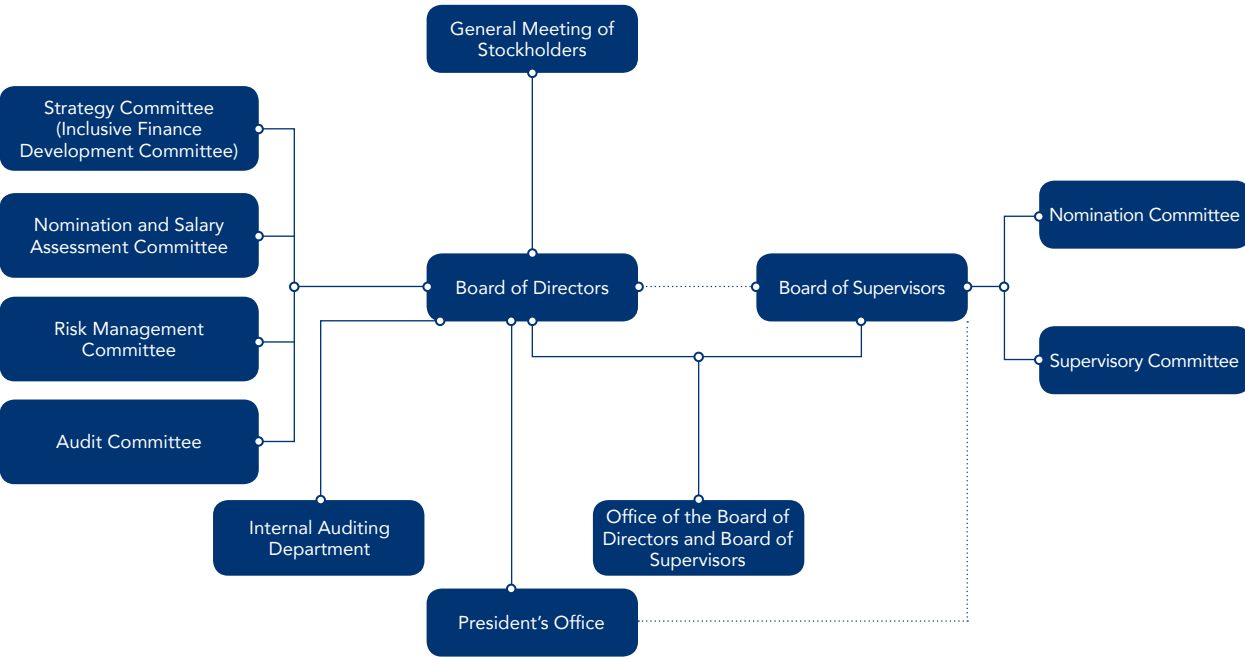 General Meeting of
Stockholders
Strategy Committee
(Inclusive Finance
Development Committee)
Nomination and Salary
Assessment Committee
Risk Management
Committee
Audit Committee
Board of Directors
Board of Supervisors
Nomination Committee
Supervisory Committee
Internal Auditing
Department
Office of the Board of
Directors and Board of
Supervisors
President’s Office